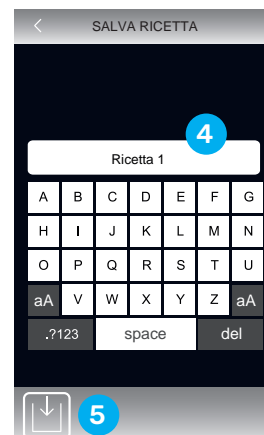 SALVA RICETTA
4
Ricetta 1
A B C D E F G
H I J K L M N
O P Q R S T U
aA V W X Y Z aA
.?123 space del
5